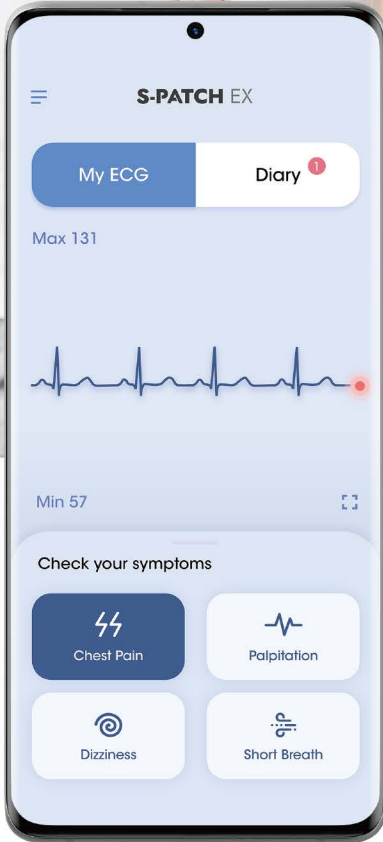 S-PATCH EX
My ECG
Diary 1
Max 131
Min 57
Check your symptoms
Chest Pain
Palpitation
Dizziness
Short Breath